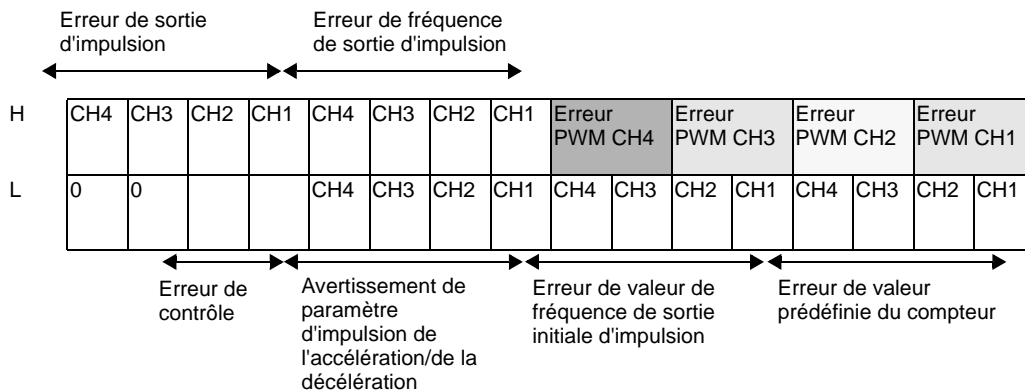 Erreur de sortie
d'impulsion
Erreur de fréquence
de sortie d'impulsion
H CH4 CH3 CH2 CH1 CH4 CH3 CH2 CH1 Erreur PWM CH4 Erreur PWM CH3 Erreur PWM CH2 Erreur PWM CH1
L 0 0 CH4 CH3 CH2 CH1 CH4 CH3 CH2 CH1 CH4 CH3 CH2 CH1
Erreur de
contrôle
Avertissement de
paramètre
d'impulsion de
l'accélération/de la
décélération
Erreur de valeur de
fréquence de sortie
initiale d'impulsion
Erreur de valeur
prédéfinie du compteur